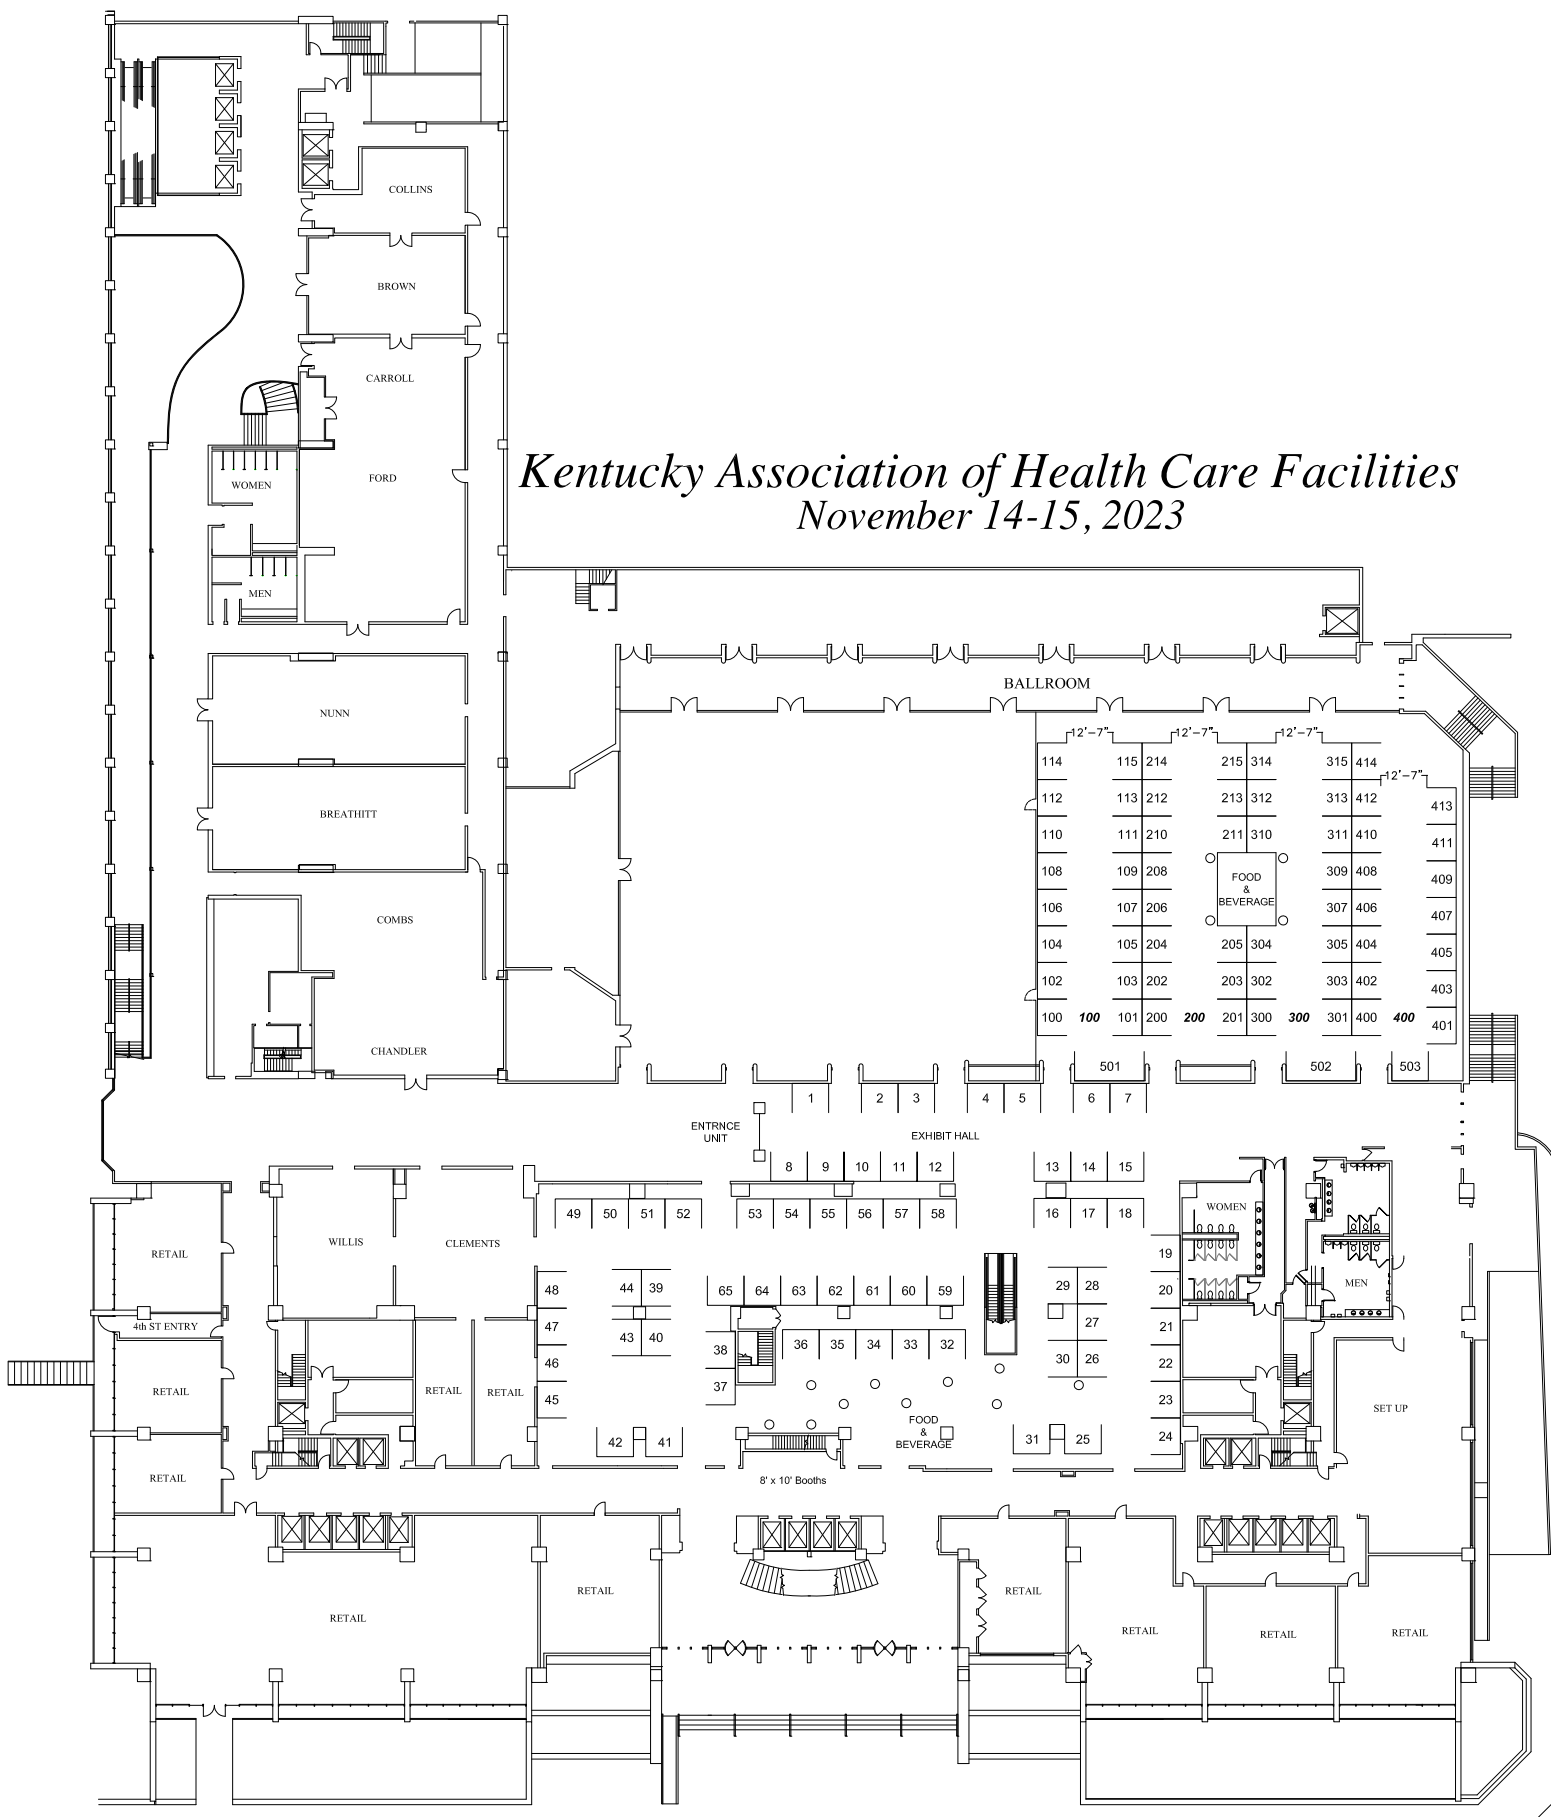 COLLINS
BROWN
CARROLL
Kentucky Association of Health Care Facilities
WOMEN
FORD
November 14-15, 2023
MEN
BALLROOM
NUNN
12'-7" 12'-7" 12'-7"
114 115 214 215 314 315 414
12'-7"
112 113 212 213 312 313 412 413
BREATHITT
110 111 210 211 310 311 410 411
108 109 208 FOOD & BEVERAGE 309 408 409
106 107 206 307 406 407
COMBS
104 105 204 205 304 305 404 405
102 103 202 203 302 303 402 403
100 100 101 200 200 201 300 300 301 400 400 401
CHANDLER
501 502 503
1 2 3 4 5 6 7
ENTRNCE
UNIT
EXHIBIT HALL
8 9 10 11 12 13 14 15
WOMEN
49 50 51 52 53 54 55 56 57 58 16 17 18
WILLIS
CLEMENTS
RETAIL
19
MEN
48 44 39 65 64 63 62 61 60 59 29 28 20
4th ST ENTRY
47 43 40 27 21
38 36 35 34 33 32 30 26 22
46
RETAIL
RETAIL
RETAIL
45 37 23
SET UP
FOOD
&
BEVERAGE
42 41 31 25 24
RETAIL
8' x 10' Booths
RETAIL
RETAIL
RETAIL
RETAIL
RETAIL
RETAIL